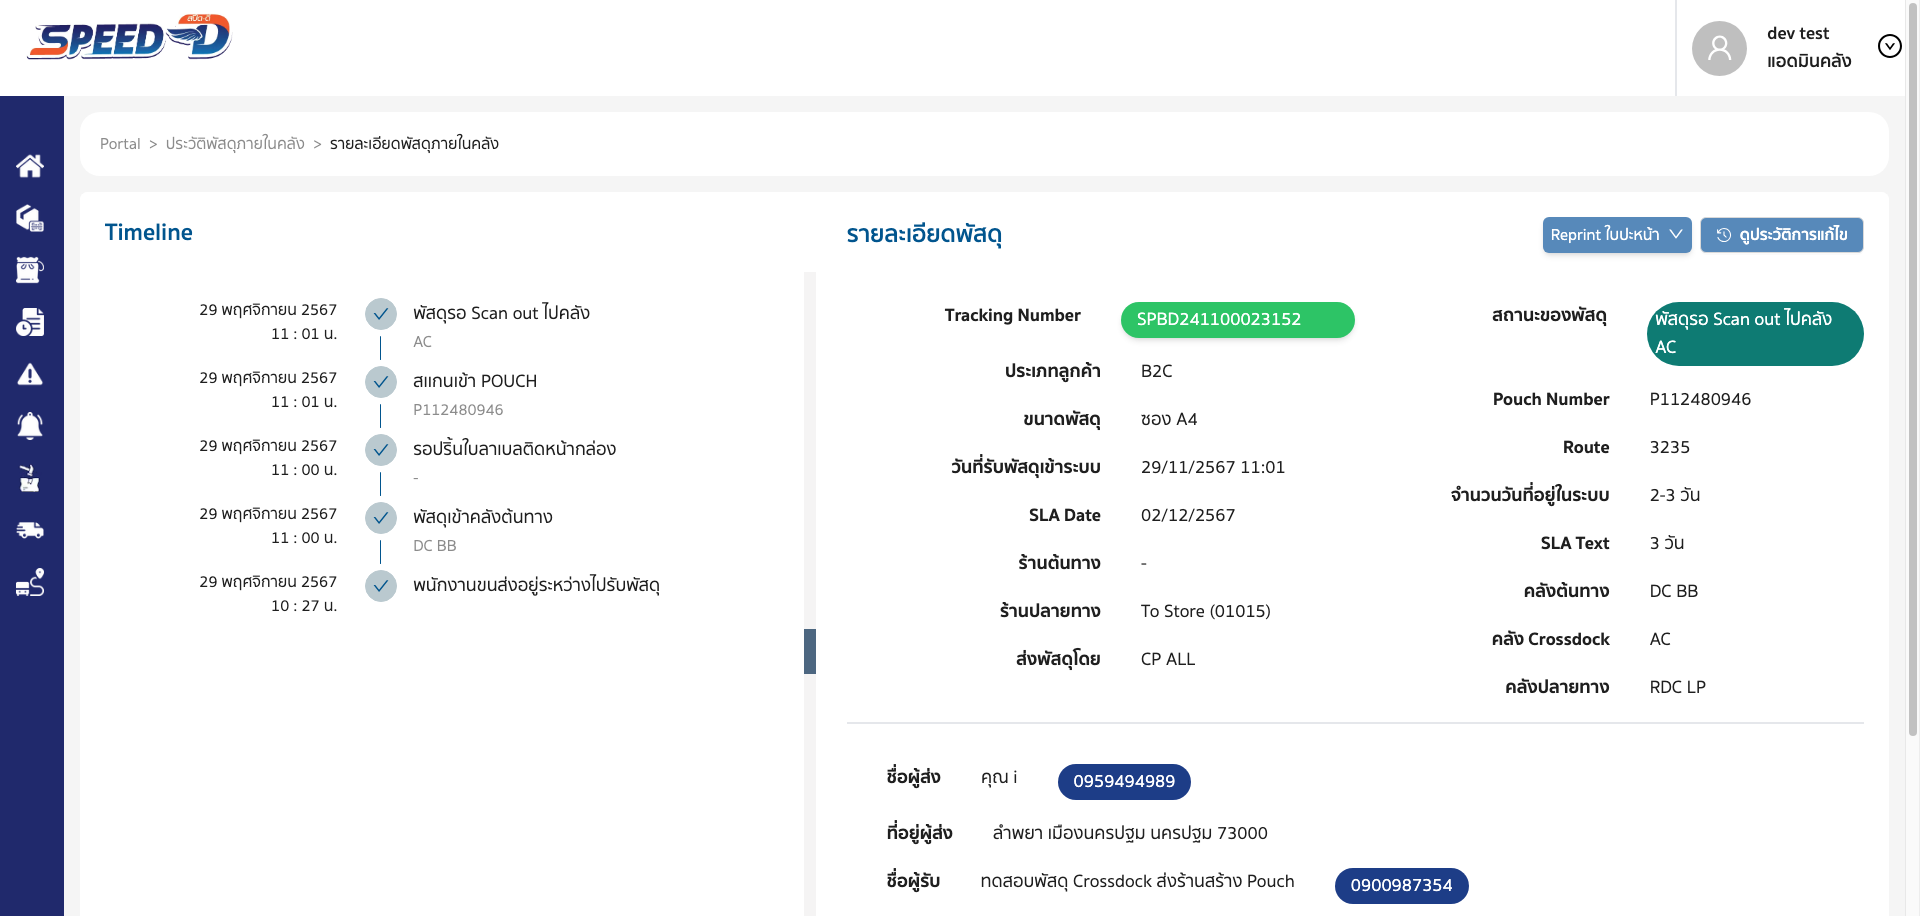 สปีด-ดี
SPEED-D
dev test
แอดมินคลัง
Portal > ประวัติพัสดุภายในคลัง > รายละเอียดพัสดุภายในคลัง
Timeline
29 พฤศจิกายน 2567
11 : 01 น.
พัสดุรอ Scan out ไปคลัง
AC
29 พฤศจิกายน 2567
11 : 01 น.
สแกนเข้า POUCH
P112480946
29 พฤศจิกายน 2567
11 : 00 น.
รอปริ้นใบลาเบลติดหน้ากล่อง
-
29 พฤศจิกายน 2567
11 : 00 น.
พัสดุเข้าคลังต้นทาง
DC BB
29 พฤศจิกายน 2567
10 : 27 น.
พนักงานขนส่งอยู่ระหว่างไปรับพัสดุ
รายละเอียดพัสดุ
Reprint ใบปะหน้า
ดูประวัติการแก้ไข
Tracking Number SPBD241100023152
ประเภทลูกค้า B2C
ขนาดพัสดุ ซอง A4
วันที่รับพัสดุเข้าระบบ 29/11/2567 11:01
SLA Date 02/12/2567
ร้านต้นทาง -
ร้านปลายทาง To Store (01015)
ส่งพัสดุโดย CP ALL
สถานะของพัสดุ พัสดุรอ Scan out ไปคลัง
AC
Pouch Number P112480946
Route 3235
จำนวนวันที่อยู่ในระบบ 2-3 วัน
SLA Text 3 วัน
คลังต้นทาง DC BB
คลัง Crossdock AC
คลังปลายทาง RDC LP
ชื่อผู้ส่ง คุณ i 0959494989
ที่อยู่ผู้ส่ง ลำพยา เมืองนครปฐม นครปฐม 73000
ชื่อผู้รับ ทดสอบพัสดุ Crossdock ส่งร้านสร้าง Pouch 0900987354